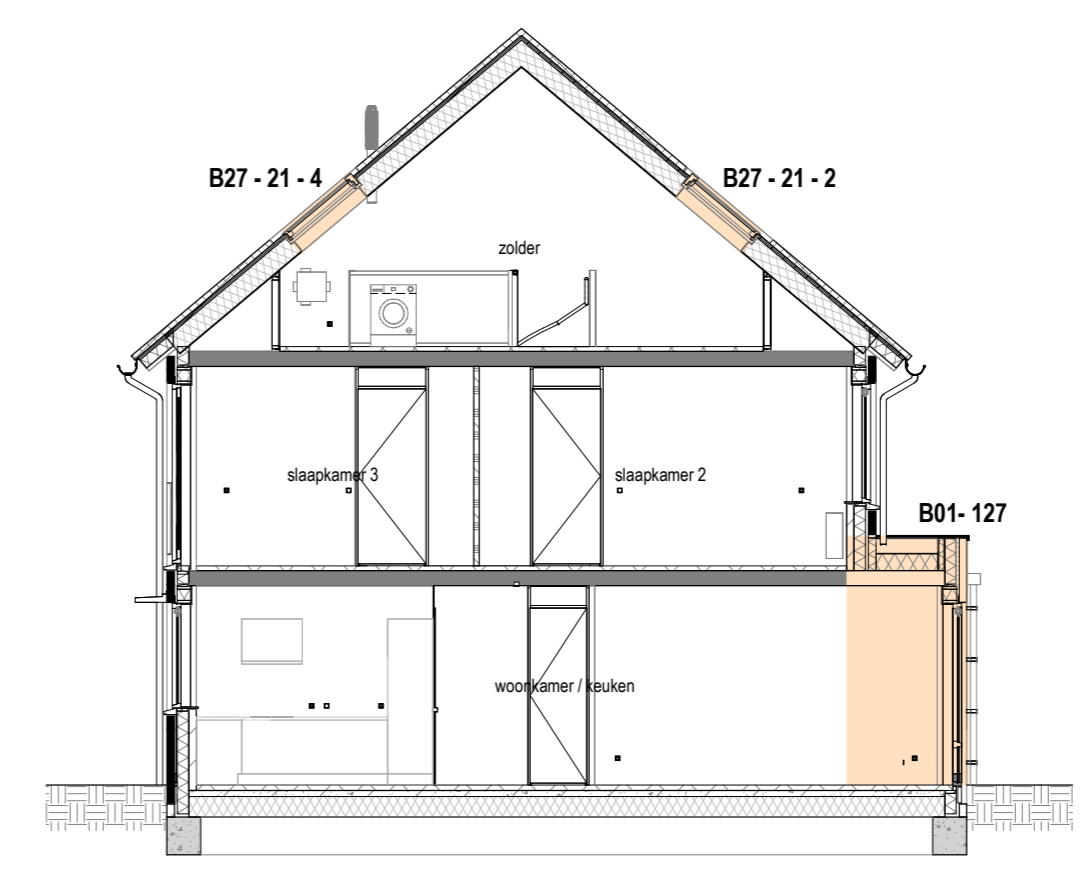 B27 - 21 - 4
B27 - 21 - 2
zolder
slaapkamer 3
slaapkamer 2
B01- 127
woonkamer / keuken